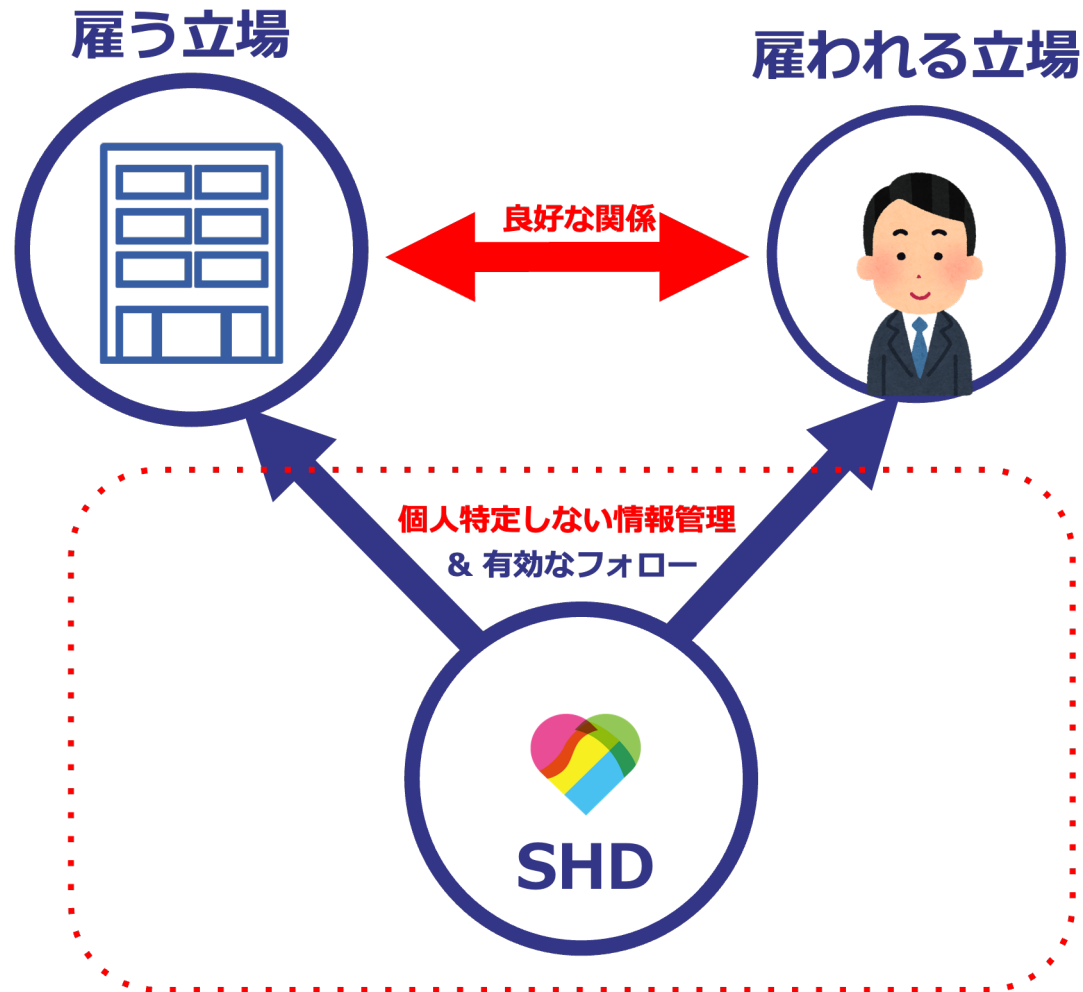 雇う立場
雇われる立場
良好な関係
個人特定しない情報管理
& 有効なフォロー
SHD